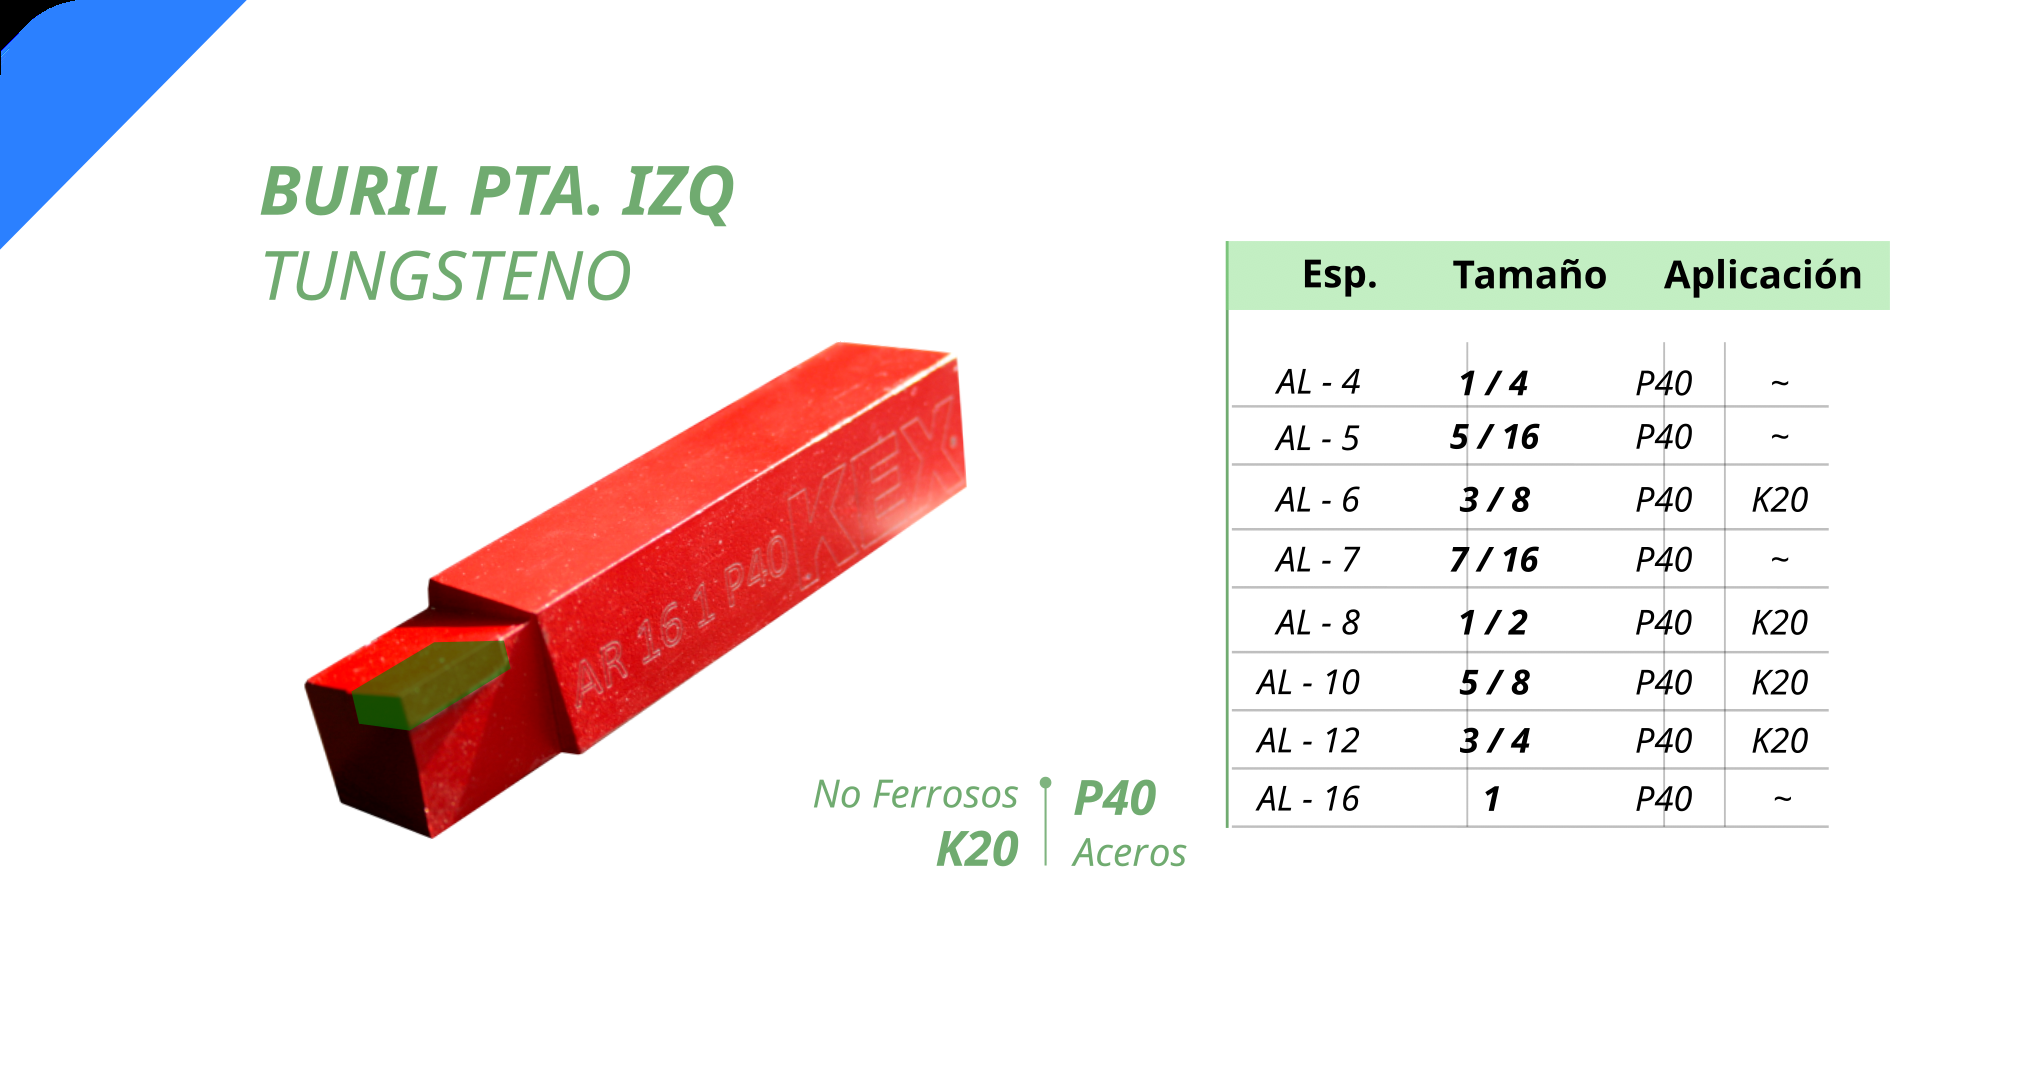 BURIL PTA. IZQ
TUNGSTENO
AR 16 1 P40 KEX
No Ferrosos
K20
P40
Aceros
Esp. Tamaño Aplicación
AL - 4 1 / 4 P40 ~
AL - 5 5 / 16 P40 ~
AL - 6 3 / 8 P40 K20
AL - 7 7 / 16 P40 ~
AL - 8 1 / 2 P40 K20
AL - 10 5 / 8 P40 K20
AL - 12 3 / 4 P40 K20
AL - 16 1 P40 ~